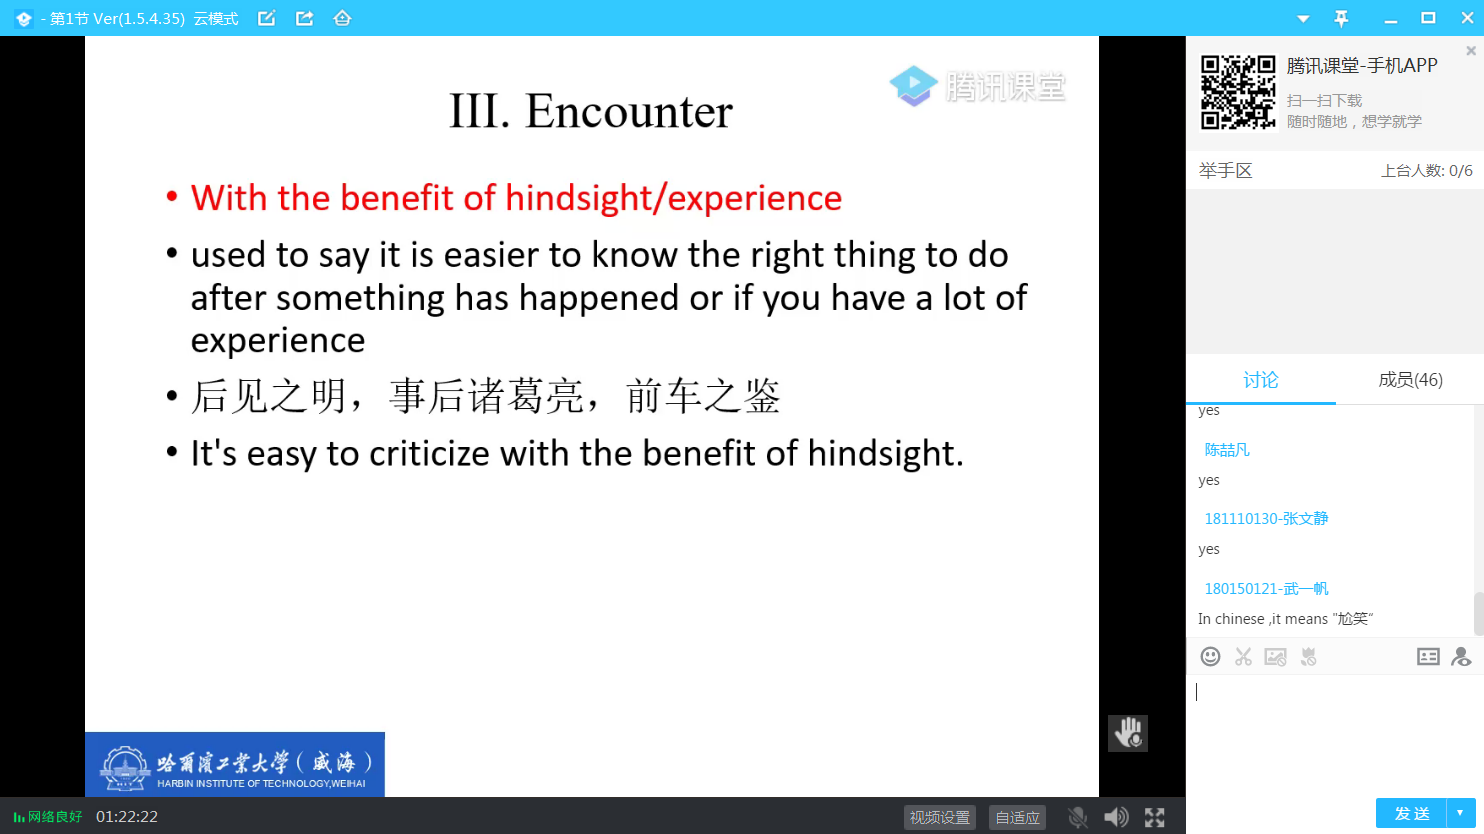 - 第1节 Ver(1.5.4.35) 云模式
III. Encounter
腾讯课堂
• With the benefit of hindsight/experience
• used to say it is easier to know the right thing to do
after something has happened or if you have a lot of
experience
• 后见之明，事后诸葛亮，前车之鉴
• It's easy to criticize with the benefit of hindsight.
哈尔滨工业大学（威海）
HARBIN INSTITUTE OF TECHNOLOGY,WEIHAI
网络良好 01:22:22
视频设置 自适应
腾讯课堂-手机APP
扫一扫下载
随时随地，想学就学
举手区 上台人数: 0/6
讨论 成员(46)
yes
陈喆凡
yes
181110130-张文静
yes
180150121-武一帆
In chinese ,it means "尬笑“
发 送